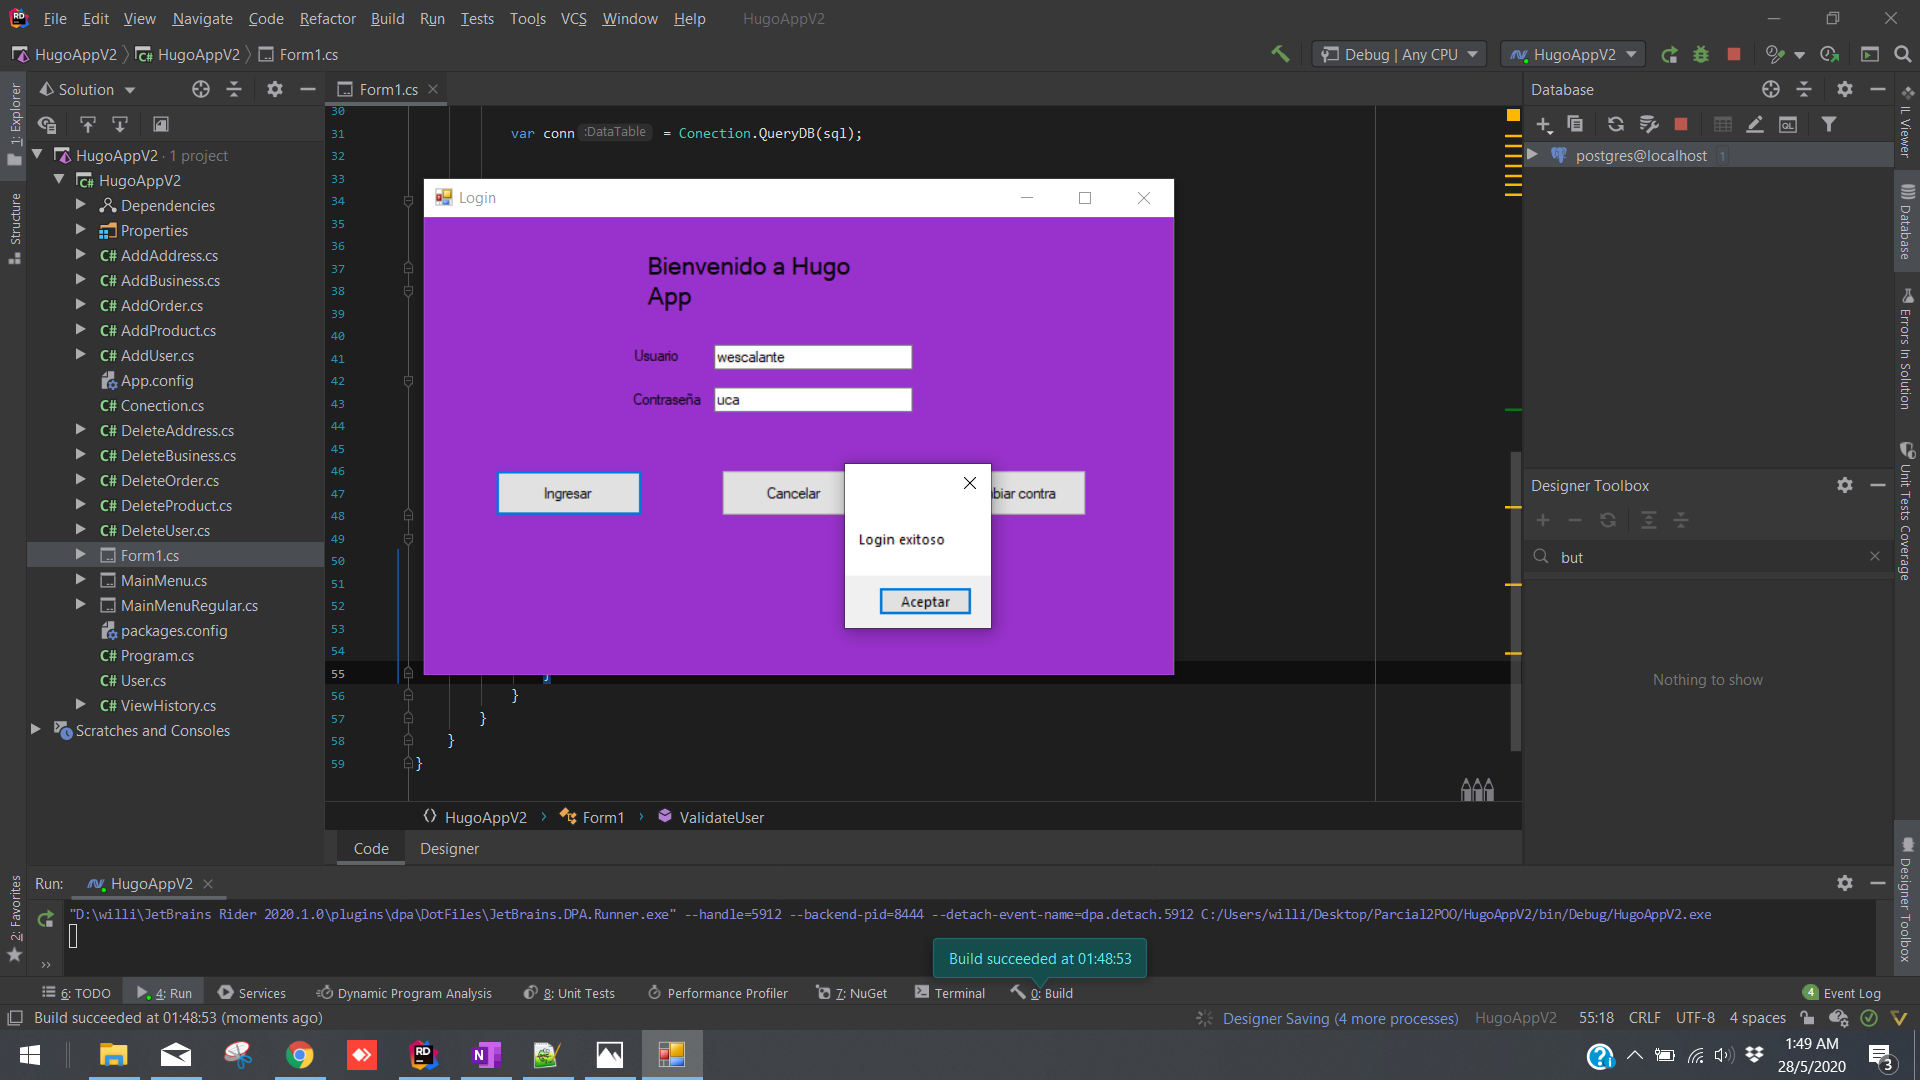 File Edit View Navigate Code Refactor Build Run Tests Tools VCS Window Help HugoAppV2
HugoAppV2 HugoAppV2 Form1.cs
Debug | Any CPU HugoAppV2
Solution
Form1.cs
Database
1: Explorer
Structure
2: Favorites
HugoAppV2 · 1 project
HugoAppV2
Dependencies
Properties
C# AddAddress.cs
C# AddBusiness.cs
C# AddOrder.cs
C# AddProduct.cs
C# AddUser.cs
App.config
C# Conection.cs
C# DeleteAddress.cs
C# DeleteBusiness.cs
C# DeleteOrder.cs
C# DeleteProduct.cs
C# DeleteUser.cs
Form1.cs
MainMenu.cs
MainMenuRegular.cs
packages.config
C# Program.cs
C# User.cs
C# ViewHistory.cs
Scratches and Consoles
30
31 var conn :DataTable = Conection.QueryDB(sql);
32
33
34
35
36
37
38
39
40
41
42
43
44
45
46
47
48
49
50
51
52
53
54
55 }
56 }
57 }
58 }
59 }
Login
Bienvenido a Hugo
App
Usuario wescalante
Contraseña uca
Ingresar
Cancelar
biar contra
Login exitoso
Aceptar
postgres@localhost 1
Designer Toolbox
but
Nothing to show
IL Viewer
Database
Errors In Solution
Unit Tests Coverage
Designer Toolbox
HugoAppV2 Form1 ValidateUser
Code Designer
Run: HugoAppV2
"D:\willi\JetBrains Rider 2020.1.0\plugins\dpa\DotFiles\JetBrains.DPA.Runner.exe" --handle=5912 --backend-pid=8444 --detach-event-name=dpa.detach.5912 C:/Users/willi/Desktop/Parcial2POO/HugoAppV2/bin/Debug/HugoAppV2.exe
Build succeeded at 01:48:53
6: TODO 4: Run Services Dynamic Program Analysis 8: Unit Tests Performance Profiler 7: NuGet Terminal 0: Build 4 Event Log
Build succeeded at 01:48:53 (moments ago) Designer Saving (4 more processes) HugoAppV2 55:18 CRLF UTF-8 4 spaces
RD
N
1:49 AM
28/5/2020
3